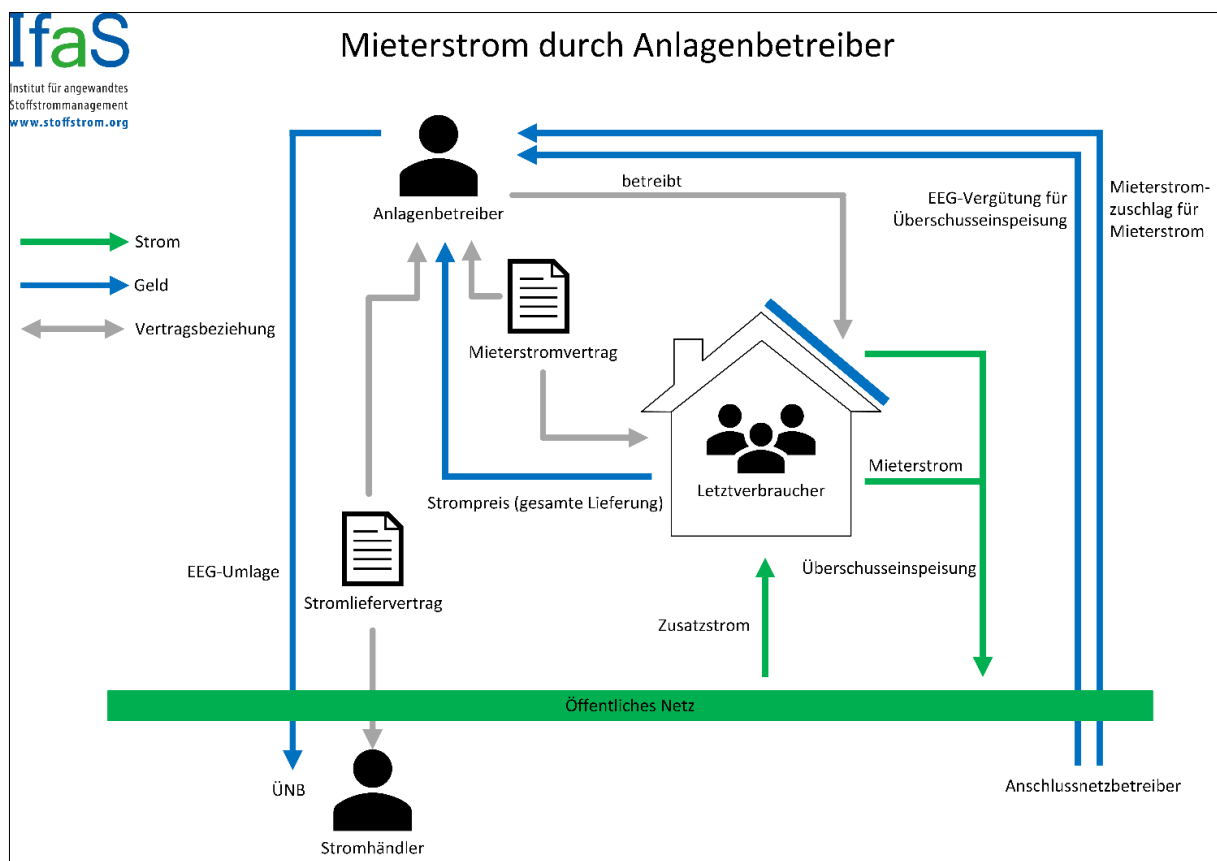 IfaS
Institut für angewandtes
Stoffstrommanagement
www.stoffstrom.org
Mieterstrom durch Anlagenbetreiber
Anlagenbetreiber
betreibt
EEG-Vergütung für
Überschusseinspeisung
Mieterstrom-
zuschlag für
Mieterstrom
Strom
Geld
Vertragsbeziehung
Mieterstromvertrag
Mieterstrom
Letztverbraucher
Strompreis (gesamte Lieferung)
EEG-Umlage
Überschusseinspeisung
Stromliefervertrag
Zusatzstrom
Öffentliches Netz
ÜNB
Anschlussnetzbetreiber
Stromhändler